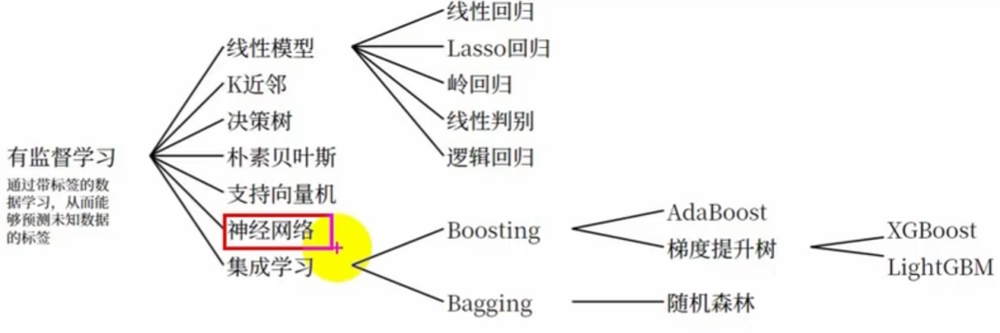 线性回归
线性模型
Lasso回归
K近邻
岭回归
决策树
线性判别
有监督学习
朴素贝叶斯
逻辑回归
通过带标签的数
据学习，从而能
够预测未知数据
的标签
支持向量机
神经网络
集成学习
Boosting
AdaBoost
梯度提升树
XGBoost
LightGBM
Bagging
随机森林